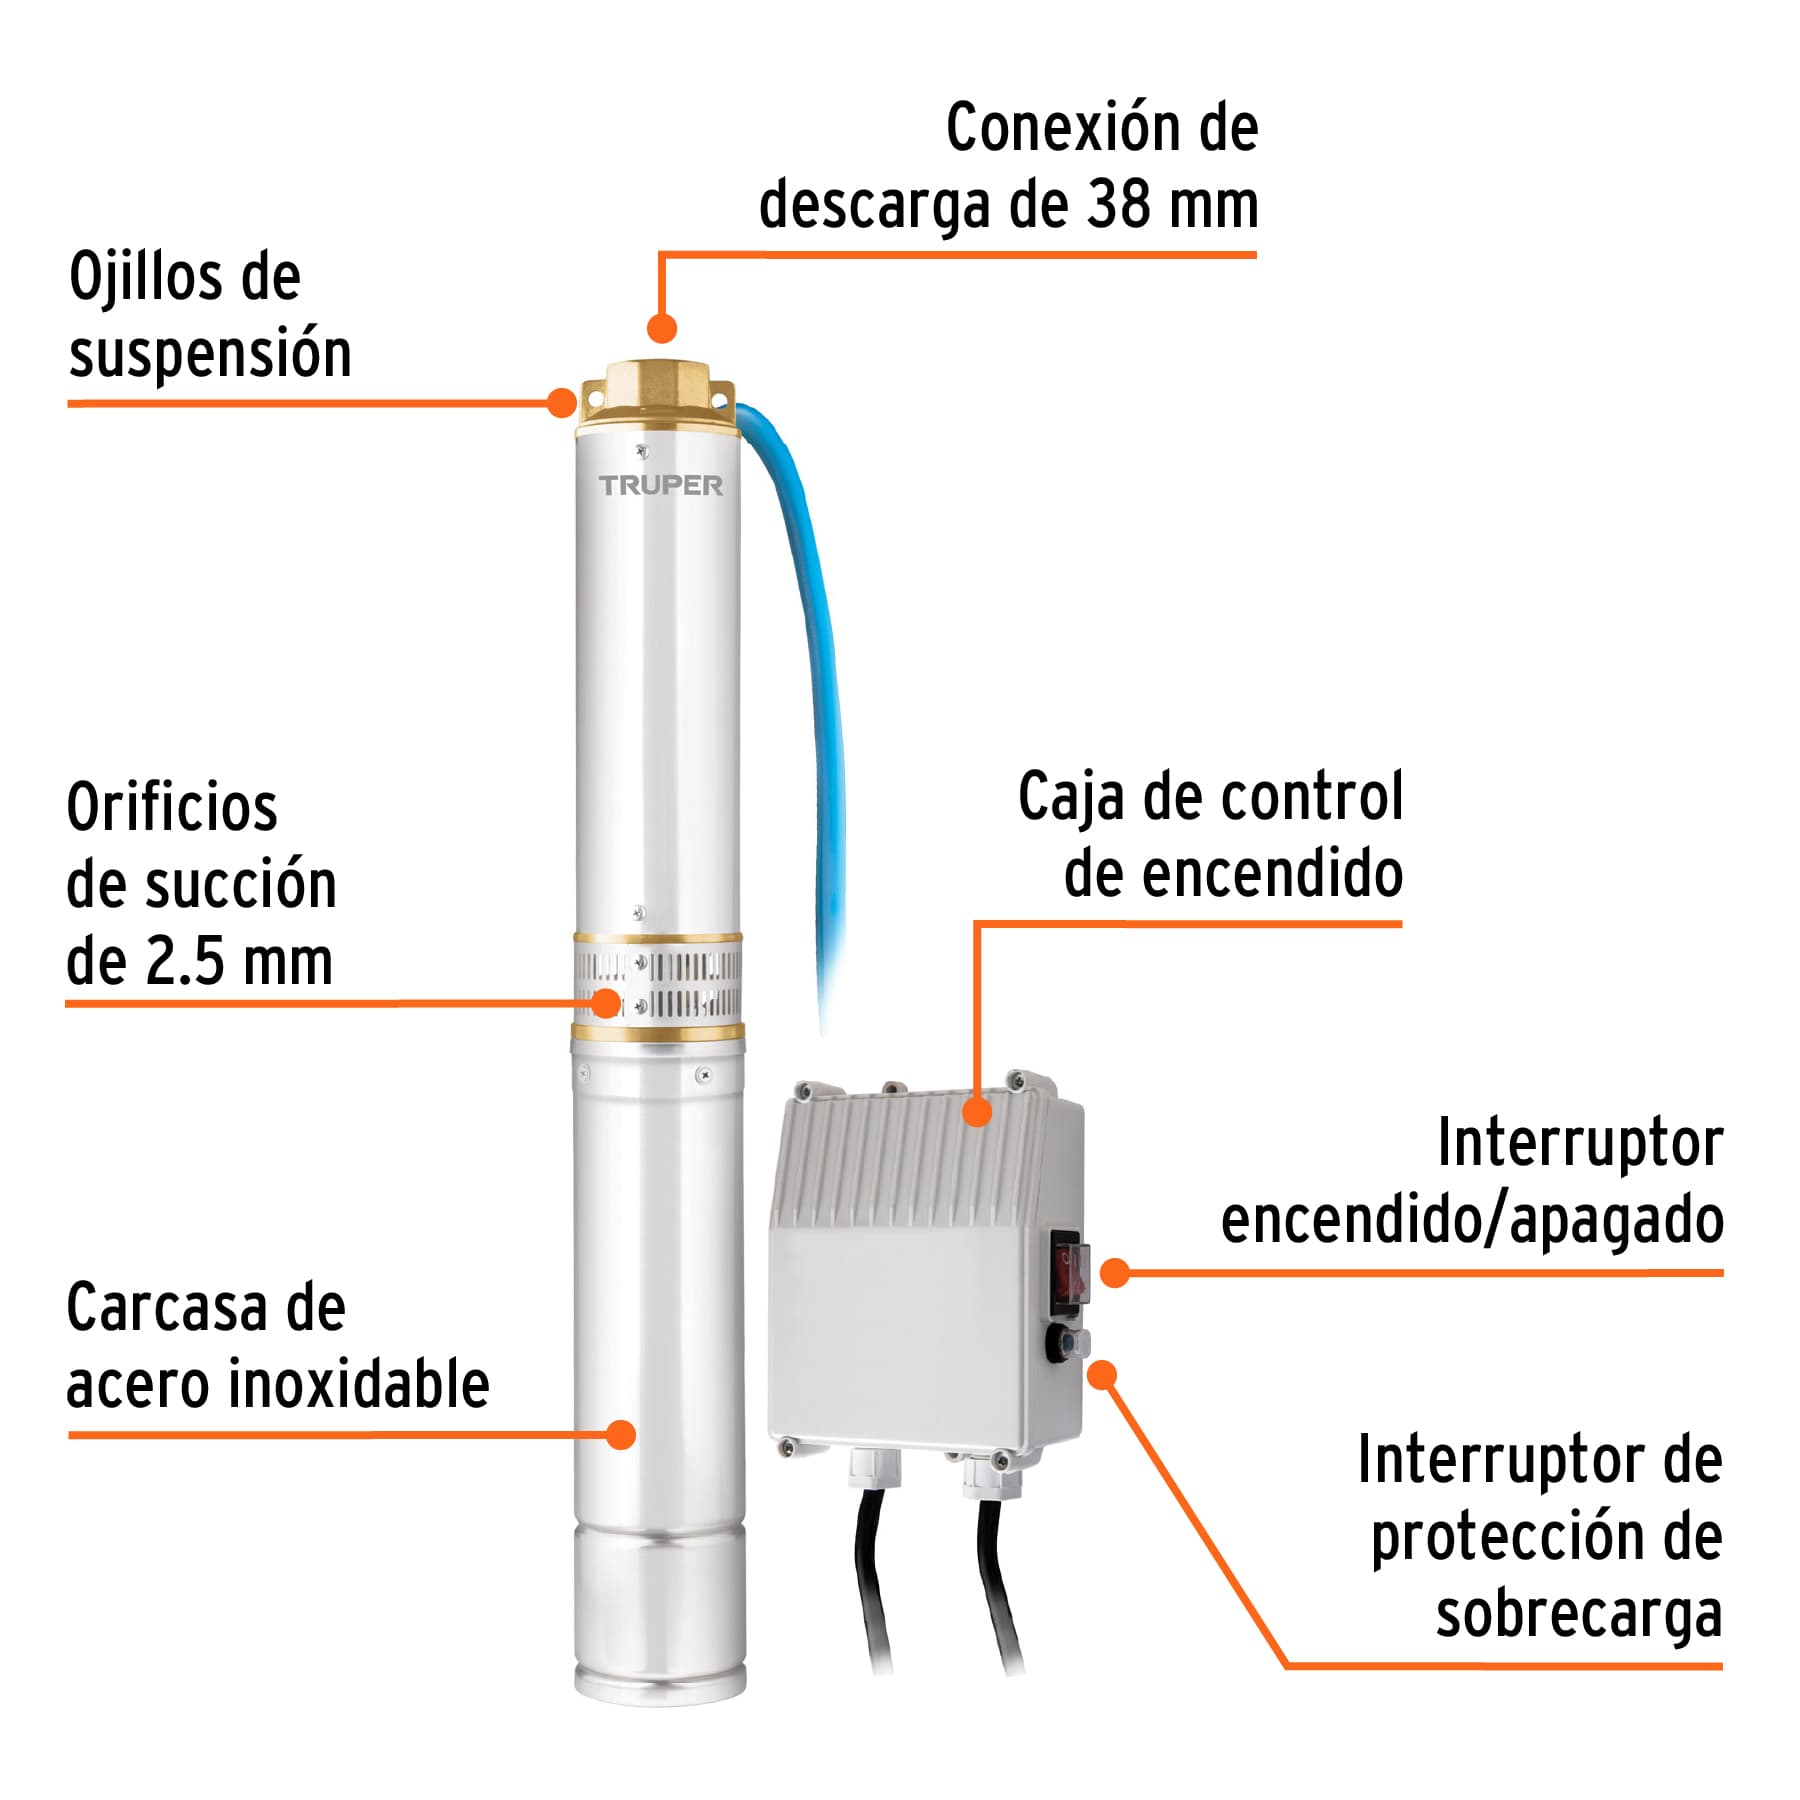 Conexión de
descarga de 38 mm
Ojillos de
suspensión
TRUPER
Orificios
de succión
de 2.5 mm
Caja de control
de encendido
Interruptor
encendido/apagado
Carcasa de
acero inoxidable
Interruptor de
protección de
sobrecarga